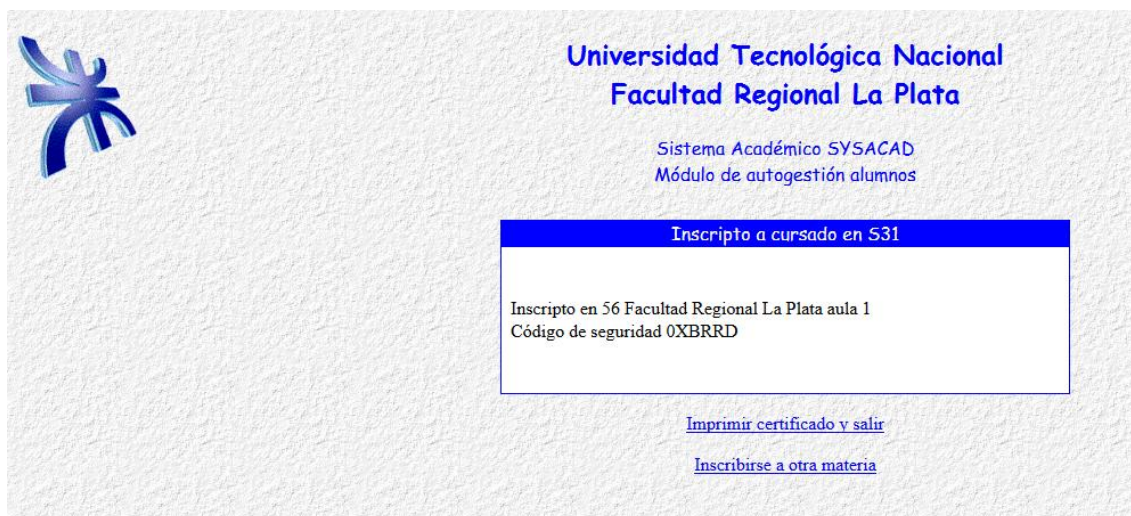 Universidad Tecnológica Nacional
Facultad Regional La Plata
Sistema Académico SYSACAD
Módulo de autogestión alumnos
Inscripto a cursado en S31
Inscripto en 56 Facultad Regional La Plata aula 1
Código de seguridad 0XBRRD
Imprimir certificado y salir
Inscribirse a otra materia